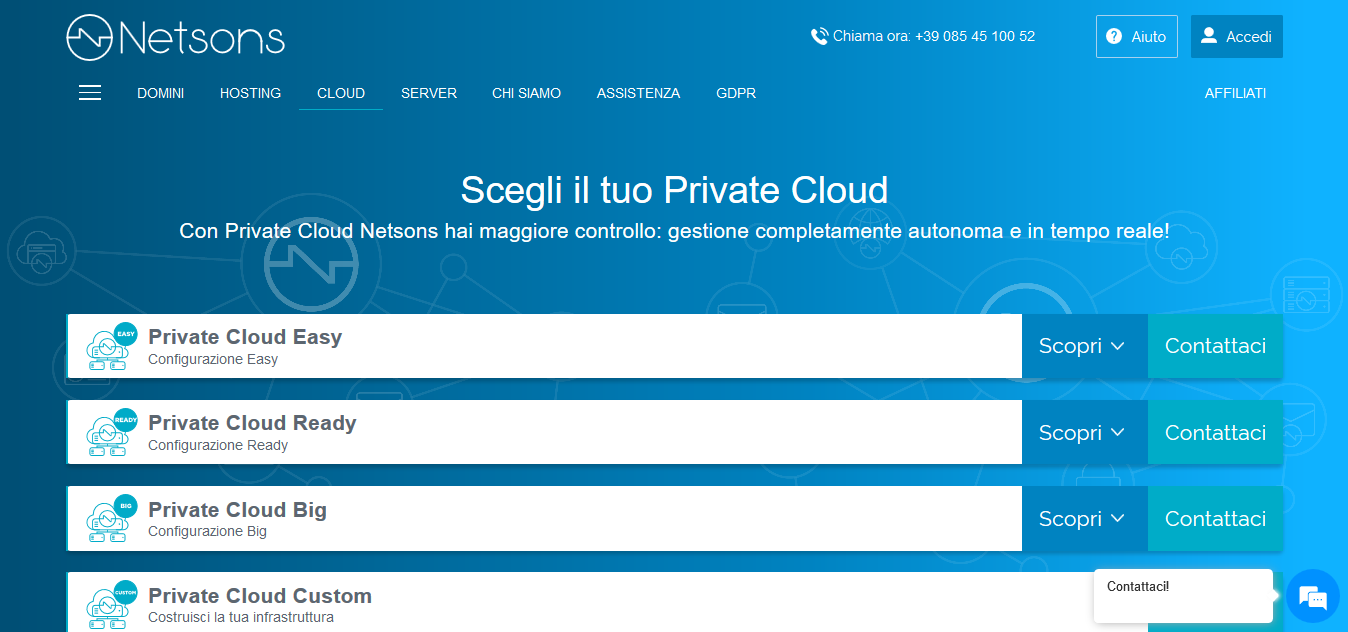 Netsons
Chiama ora: +39 085 45 100 52
Aiuto
Accedi
DOMINI
HOSTING
CLOUD
SERVER
CHI SIAMO
ASSISTENZA
GDPR
AFFILIATI
Scegli il tuo Private Cloud
Con Private Cloud Netsons hai maggiore controllo: gestione completamente autonoma e in tempo reale!
EASY
Private Cloud Easy
Configurazione Easy
Scopri
Contattaci
READY
Private Cloud Ready
Configurazione Ready
Scopri
Contattaci
BIG
Private Cloud Big
Configurazione Big
Scopri
Contattaci
CUSTOM
Private Cloud Custom
Costruisci la tua infrastruttura
Contattaci!